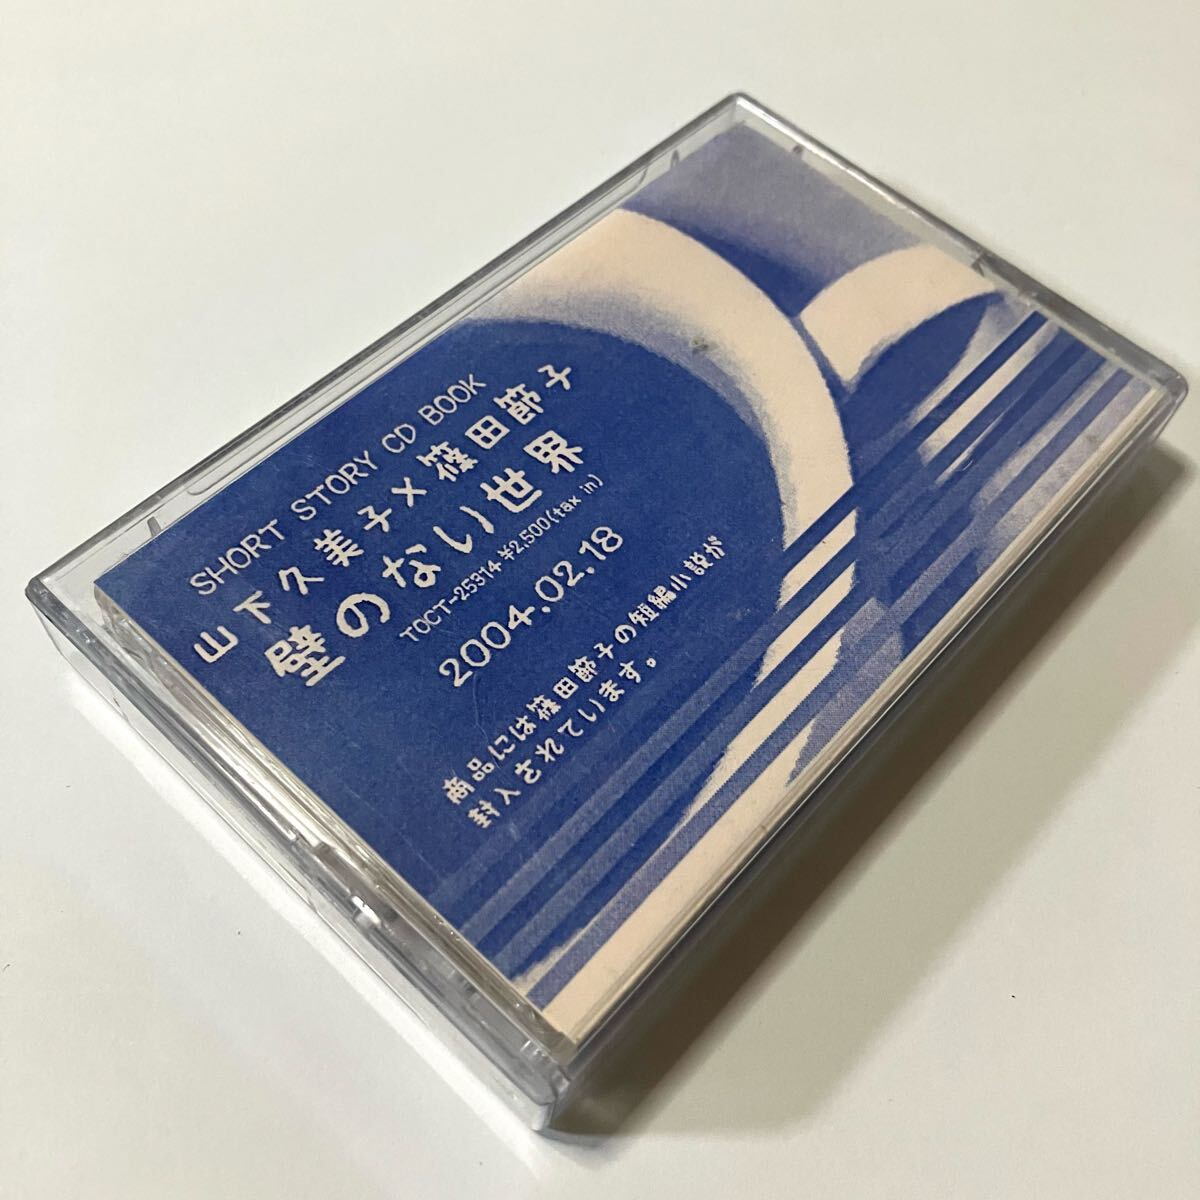 SHORT STORY CD BOOK
山下久美子×篠田節子
壁のない世界
TOCT-25314-¥2,500(tax in)
2004.02.18
商品には篠田節子の短編小説が
封入されています。